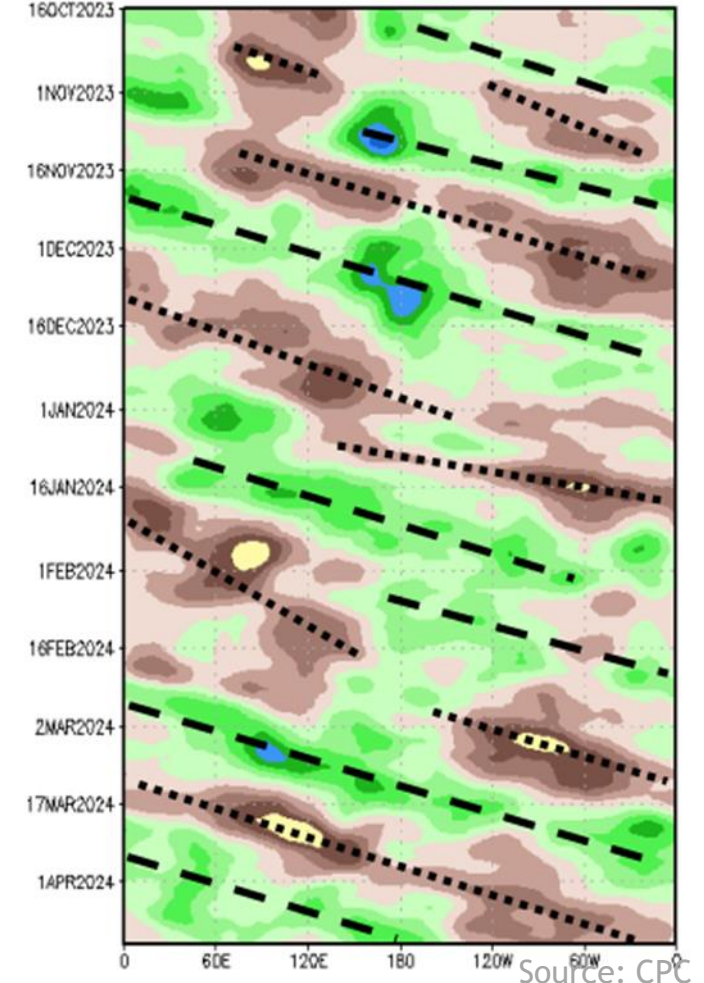 16OCT2023
1NOV2023
16NOV2023
1DEC2023
16DEC2023
1JAN2024
16JAN2024
1FEB2024
16FEB2024
2MAR2024
17MAR2024
1APR2024
0 60E 120E 180 120W 60W 0
Source: CPC